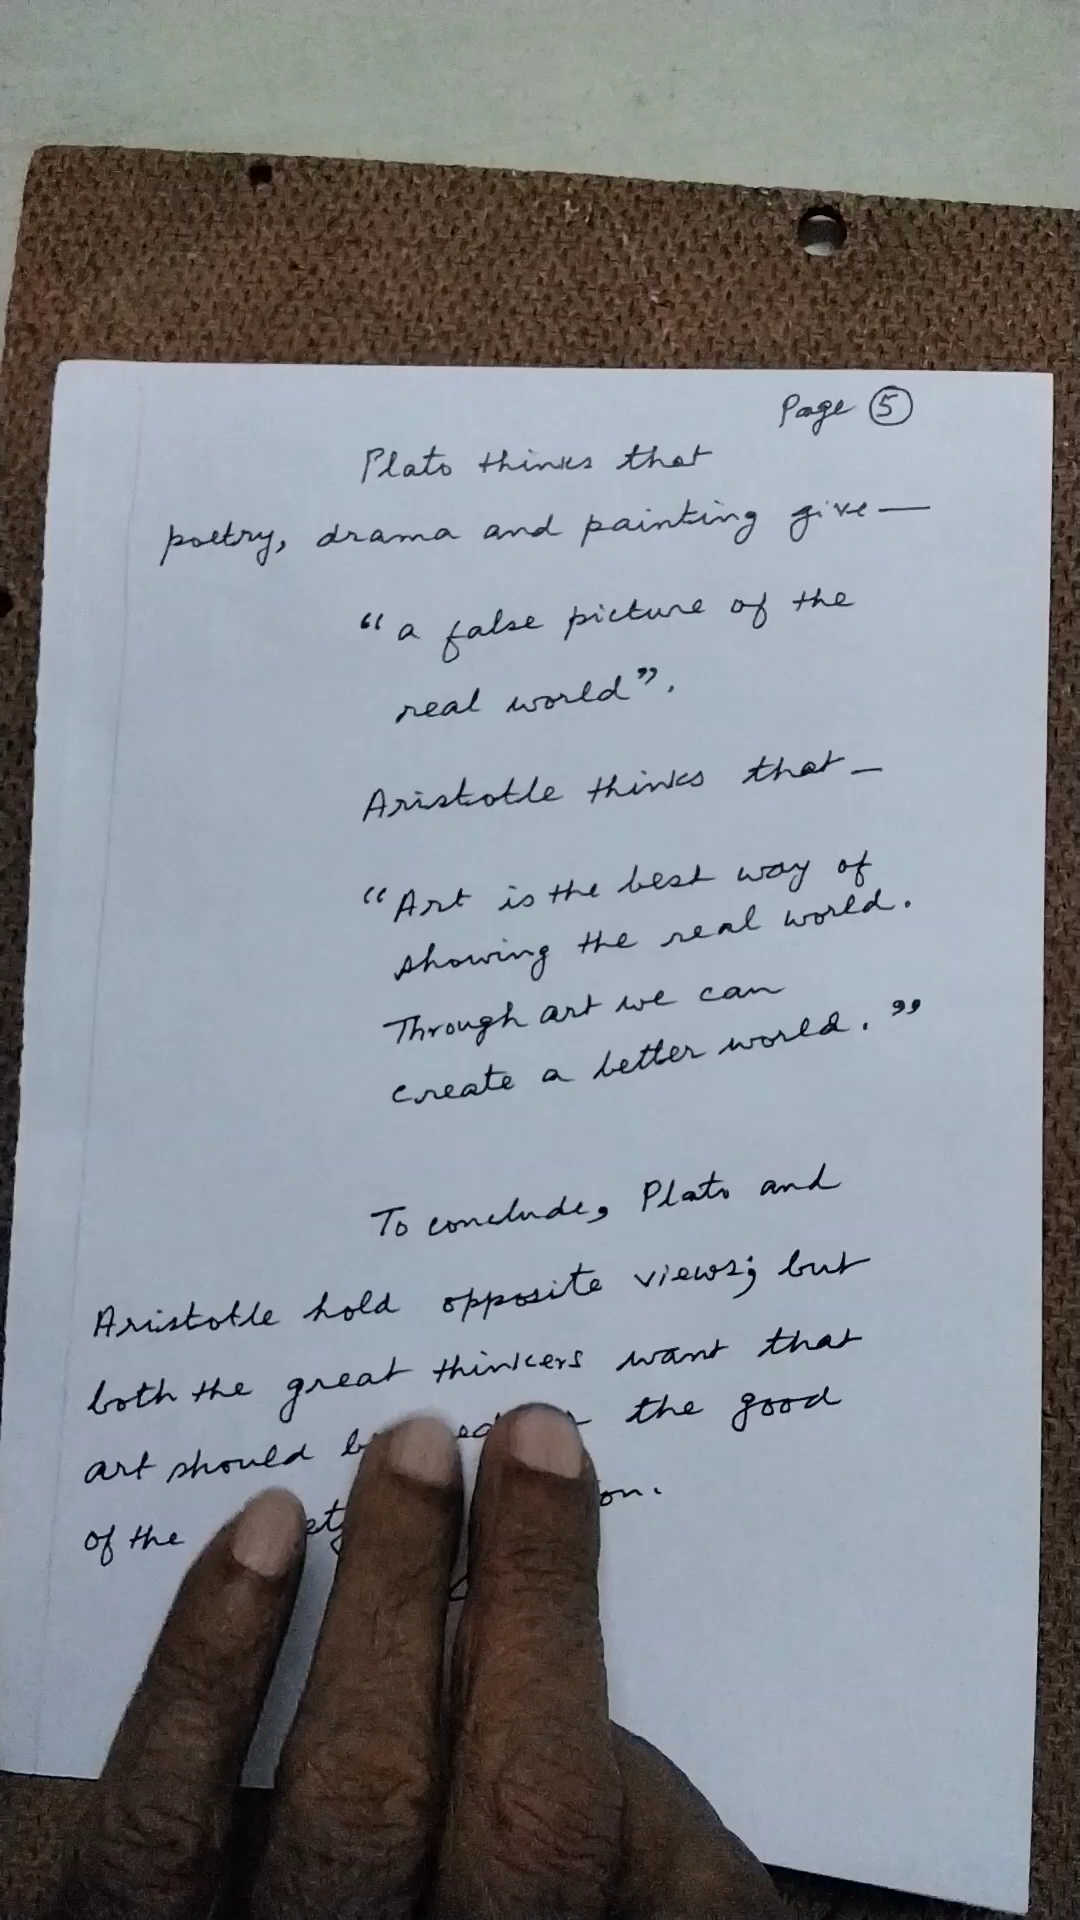 Page 5
Plato thinks that
poetry, drama and painting give—
"a false picture of the
real world".
Aristotle thinks that—
"Art is the best way of
showing the real world.
Through art we can
create a better world."
To conclude, Plato and
Aristotle hold opposite views; but
both the great thinkers want that
art should the good
of the